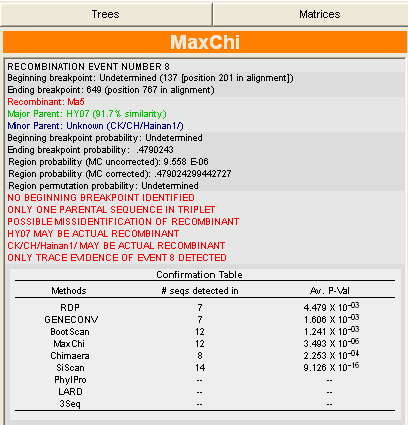 Trees Matrices
MaxChi
RECOMBINATION EVENT NUMBER 8
Beginning breakpoint: Undetermined (137 [position 201 in alignment])
Ending breakpoint: 649 (position 767 in alignment)
Recombinant: Ma5
Major Parent: HY07 (91.7% similarity)
Minor Parent: Unknown (CK/CH/Hainan1/)
Beginning breakpoint probability: Undetermined
Ending breakpoint probability: .4790243
Region probability (MC uncorrected): 9.558 E-06
Region probability (MC corrected): .479024299442727
Region permutation probability: Undetermined
NO BEGINNING BREAKPOINT IDENTIFIED
ONLY ONE PARENTAL SEQUENCE IN TRIPLET
POSSIBLE MISSIDENTIFICATION OF RECOMBINANT
HY07 MAY BE ACTUAL RECOMBINANT
CK/CH/Hainan1/ MAY BE ACTUAL RECOMBINANT
ONLY TRACE EVIDENCE OF EVENT 8 DETECTED
Confirmation Table
Methods # seqs detected in Av. P-Val
RDP 7 4.479 X 10-03
GENECONV 7 1.606 X 10-03
BootScan 12 1.241 X 10-03
MaxChi 12 3.493 X 10-06
Chimaera 8 2.253 X 10-04
SiScan 14 9.126 X 10-16
PhylPro -- --
LARD -- --
3Seq -- --